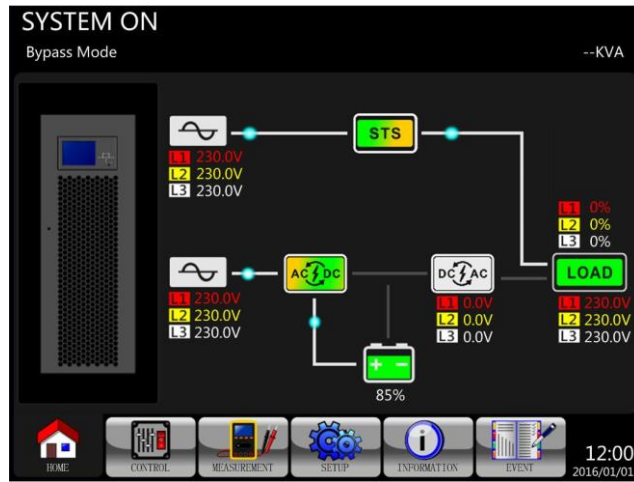 SYSTEM ON
Bypass Mode
--KVA
STS
L1 230.0V
L2 230.0V
L3 230.0V
L1 0%
L2 0%
L3 0%
AC DC
DC AC
LOAD
L1 230.0V
L2 230.0V
L3 230.0V
L1 0.0V
L2 0.0V
L3 0.0V
L1 230.0V
L2 230.0V
L3 230.0V
+ -
85%
HOME
CONTROL
MEASUREMENT
SETUP
INFORMATION
EVENT
12:00
2016/01/01